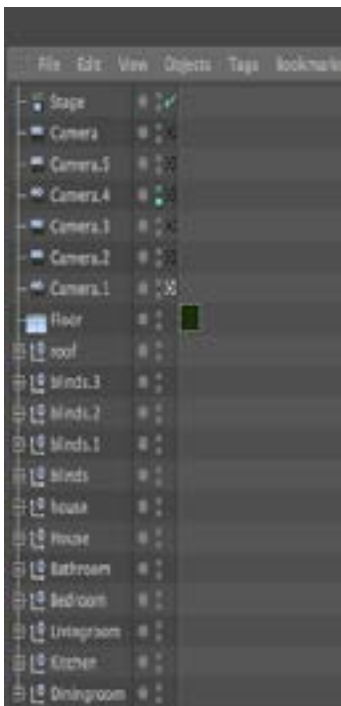 File Edit View Objects Tags Bookmarks
Stage
Camera
Camera.5
Camera.4
Camera.3
Camera.2
Camera.1
Floor
roof
blinds.3
blinds.2
blinds.1
blinds
house
House
Bathroom
Bedroom
Livingroom
Kitchen
Diningroom